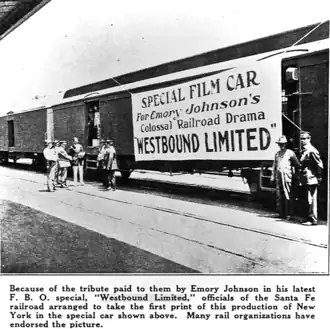 SPECIAL FILM CAR
For Emory Johnson's
Colossal Railroad Drama
"WESTBOUND LIMITED"
Because of the tribute paid to them by Emory Johnson in his latest
F. B. O. special, "Westbound Limited," officials of the Santa Fe
railroad arranged to take the first print of this production of New
York in the special car shown above. Many rail organizations have
endorsed the picture.